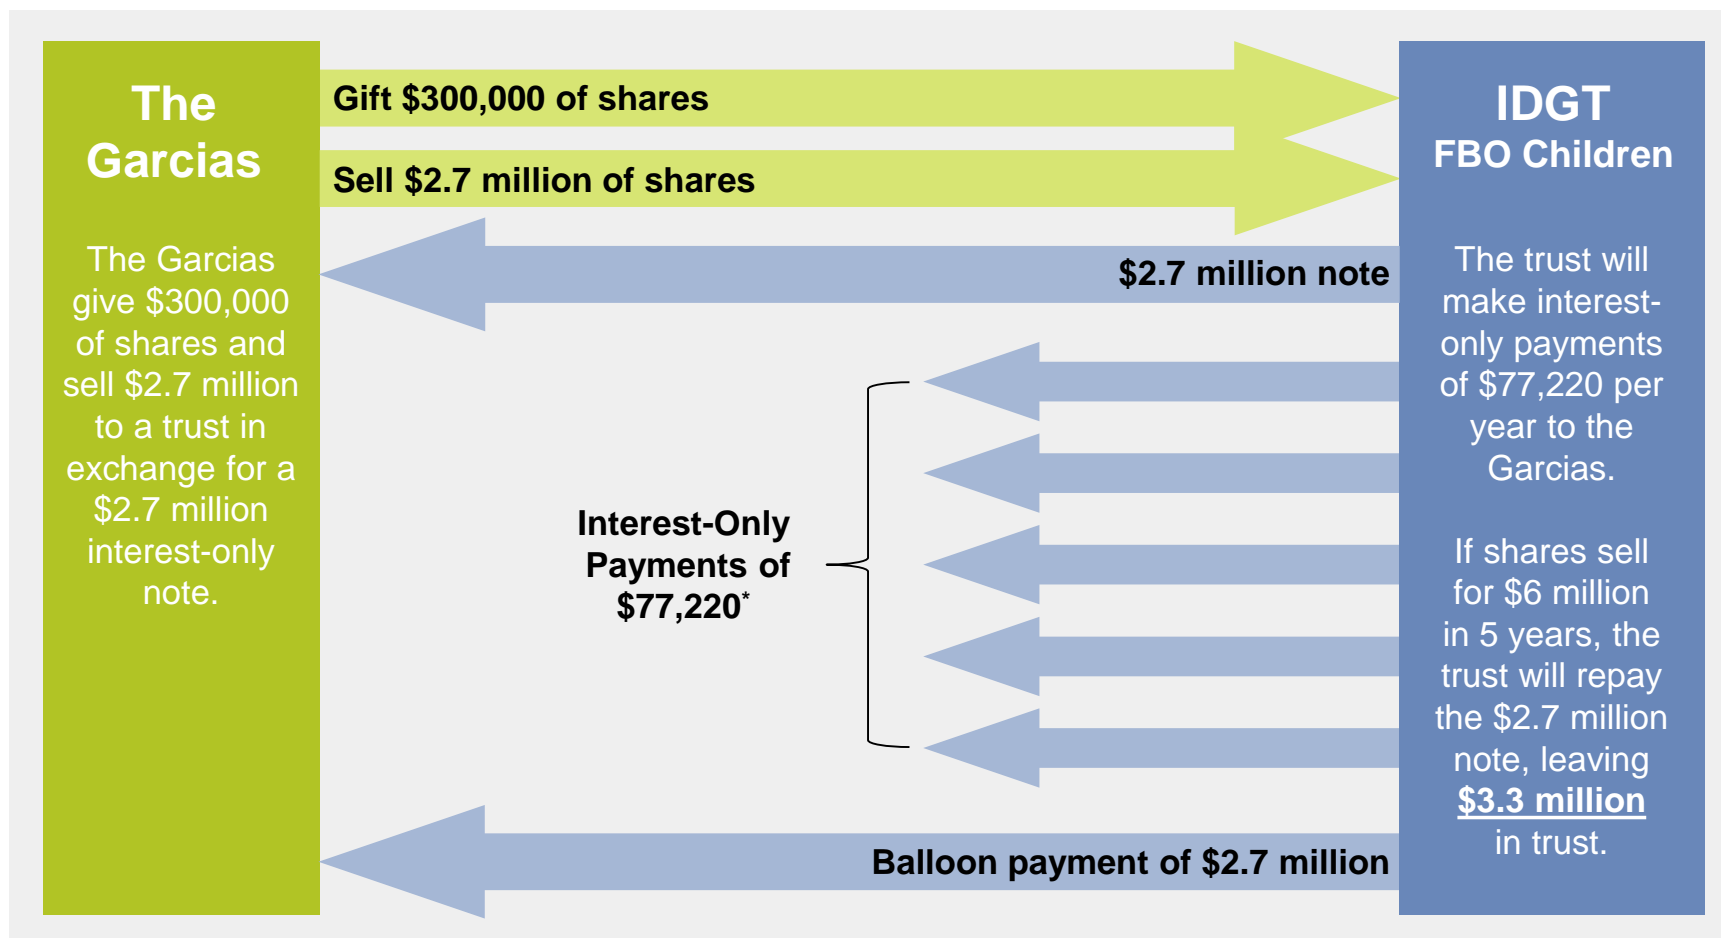 The
Garcias
The Garcias
give $300,000
of shares and
sell $2.7 million
to a trust in
exchange for a
$2.7 million
interest-only
note.
Gift $300,000 of shares
Sell $2.7 million of shares
$2.7 million note
Interest-Only
Payments of
$77,220*
Balloon payment of $2.7 million
IDGT
FBO Children
The trust will
make interest-
only payments
of $77,220 per
year to the
Garcias.
If shares sell
for $6 million
in 5 years, the
trust will repay
the $2.7 million
note, leaving
$3.3 million
in trust.